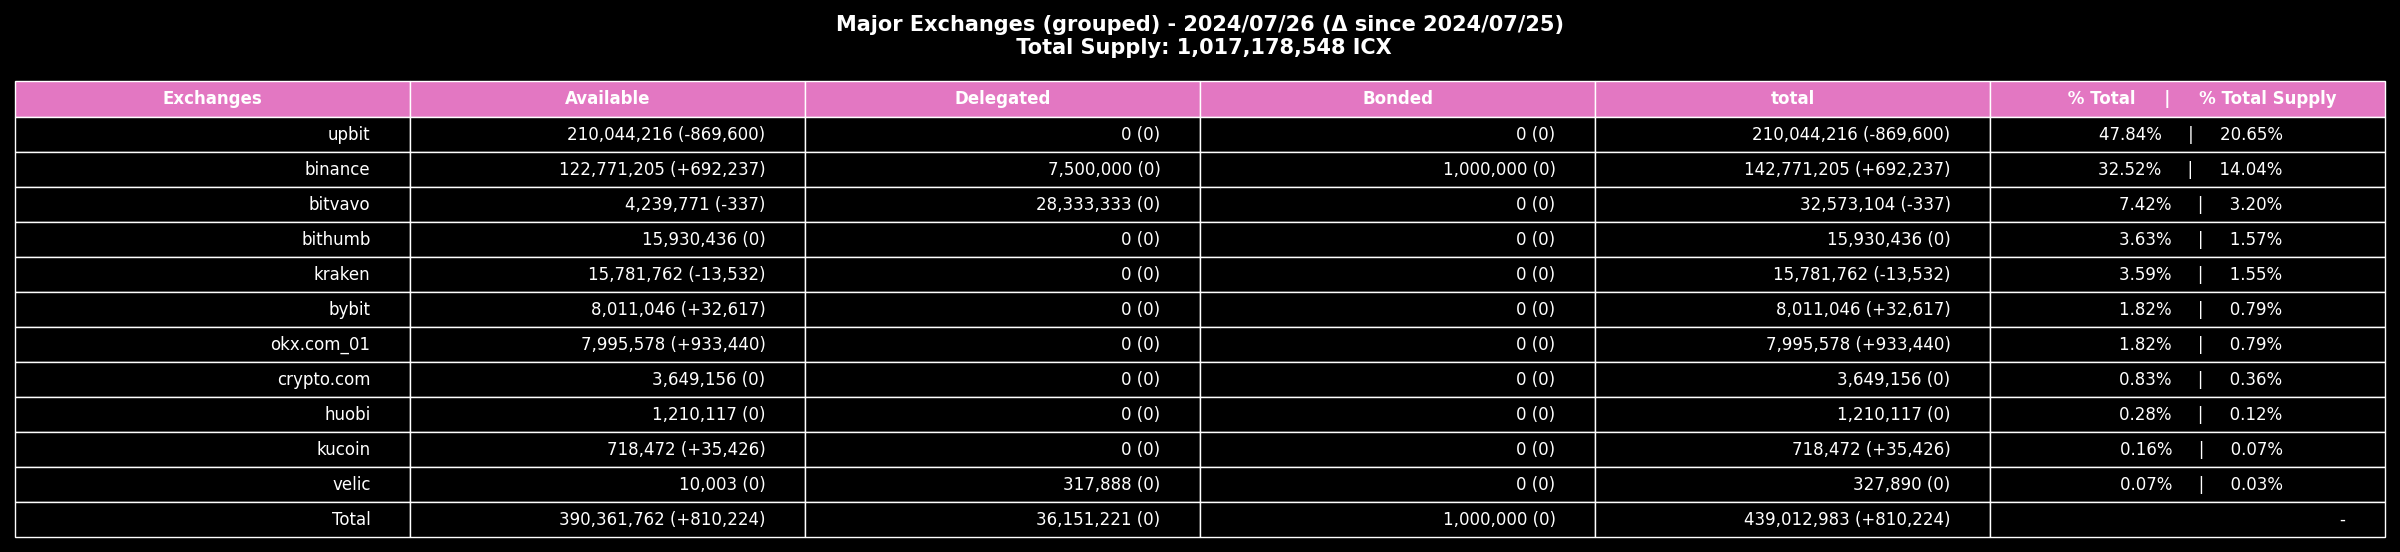 Major Exchanges (grouped) - 2024/07/26 (Δ since 2024/07/25)
Total Supply: 1,017,178,548 ICX
Exchanges Available Delegated Bonded total % Total | % Total Supply
upbit 210,044,216 (-869,600) 0 (0) 0 (0) 210,044,216 (-869,600) 47.84% | 20.65%
binance 122,771,205 (+692,237) 7,500,000 (0) 1,000,000 (0) 142,771,205 (+692,237) 32.52% | 14.04%
bitvavo 4,239,771 (-337) 28,333,333 (0) 0 (0) 32,573,104 (-337) 7.42% | 3.20%
bithumb 15,930,436 (0) 0 (0) 0 (0) 15,930,436 (0) 3.63% | 1.57%
kraken 15,781,762 (-13,532) 0 (0) 0 (0) 15,781,762 (-13,532) 3.59% | 1.55%
bybit 8,011,046 (+32,617) 0 (0) 0 (0) 8,011,046 (+32,617) 1.82% | 0.79%
okx.com_01 7,995,578 (+933,440) 0 (0) 0 (0) 7,995,578 (+933,440) 1.82% | 0.79%
crypto.com 3,649,156 (0) 0 (0) 0 (0) 3,649,156 (0) 0.83% | 0.36%
huobi 1,210,117 (0) 0 (0) 0 (0) 1,210,117 (0) 0.28% | 0.12%
kucoin 718,472 (+35,426) 0 (0) 0 (0) 718,472 (+35,426) 0.16% | 0.07%
velic 10,003 (0) 317,888 (0) 0 (0) 327,890 (0) 0.07% | 0.03%
Total 390,361,762 (+810,224) 36,151,221 (0) 1,000,000 (0) 439,012,983 (+810,224) -